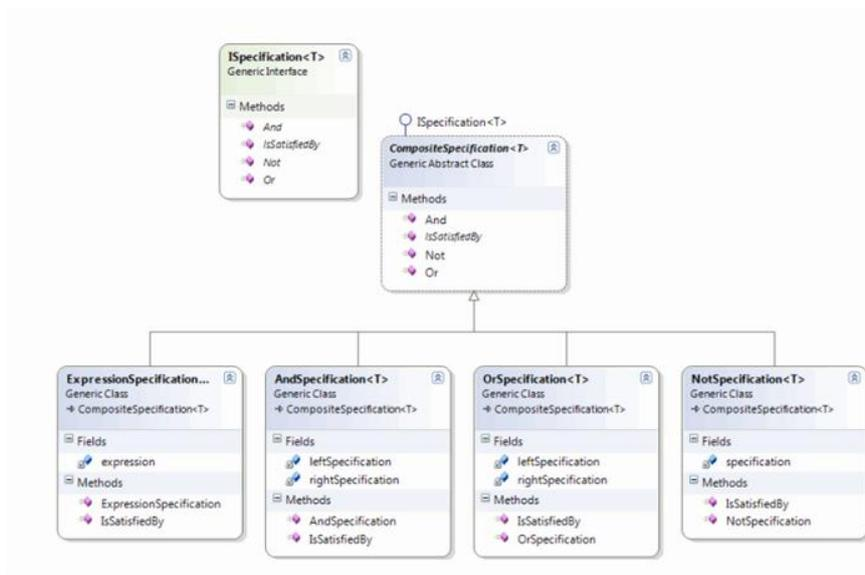 ISpecification<T>
Generic Interface
Methods
And
IsSatisfiedBy
Not
Or
ISpecification<T>
CompositeSpecification<T>
Generic Abstract Class
Methods
And
IsSatisfiedBy
Not
Or
ExpressionSpecification...
Generic Class
CompositeSpecification<T>
Fields
expression
Methods
ExpressionSpecification
IsSatisfiedBy
AndSpecification<T>
Generic Class
CompositeSpecification<T>
Fields
leftSpecification
rightSpecification
Methods
AndSpecification
IsSatisfiedBy
OrSpecification<T>
Generic Class
CompositeSpecification<T>
Fields
leftSpecification
rightSpecification
Methods
IsSatisfiedBy
OrSpecification
NotSpecification<T>
Generic Class
CompositeSpecification<T>
Fields
specification
Methods
IsSatisfiedBy
NotSpecification